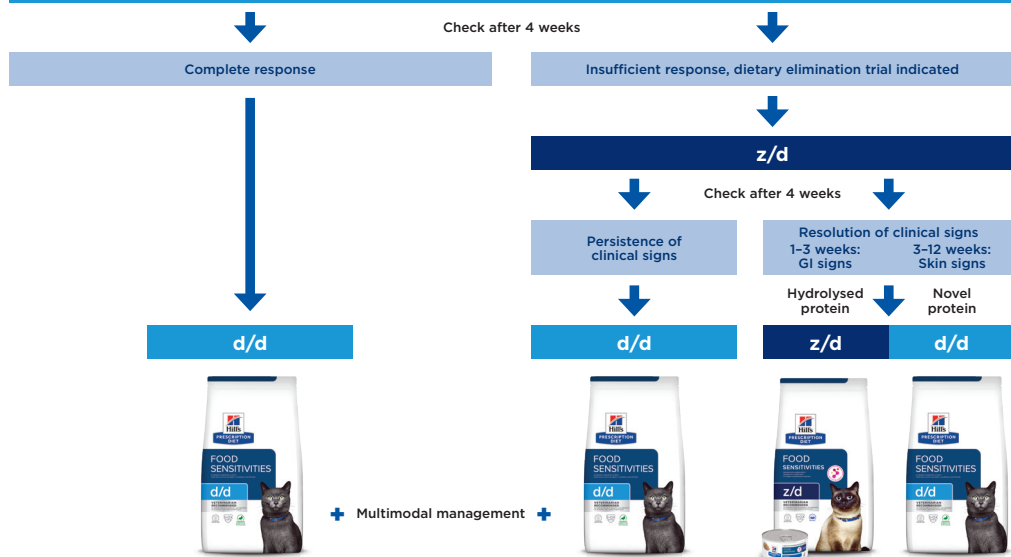 Check after 4 weeks
Complete response
Insufficient response, dietary elimination trial indicated
z/d
Check after 4 weeks
Persistence of
clinical signs
Resolution of clinical signs
1–3 weeks:
GI signs
3–12 weeks:
Skin signs
Hydrolysed
protein
Novel
protein
d/d
d/d
z/d
d/d
Hill's
PRESCRIPTION
DIET
FOOD
SENSITIVITIES
d/d
Hill's
PRESCRIPTION
DIET
FOOD
SENSITIVITIES
d/d
Hill's
PRESCRIPTION
DIET
FOOD
SENSITIVITIES
z/d
Hill's
PRESCRIPTION
DIET
FOOD
SENSITIVITIES
d/d
+ Multimodal management +